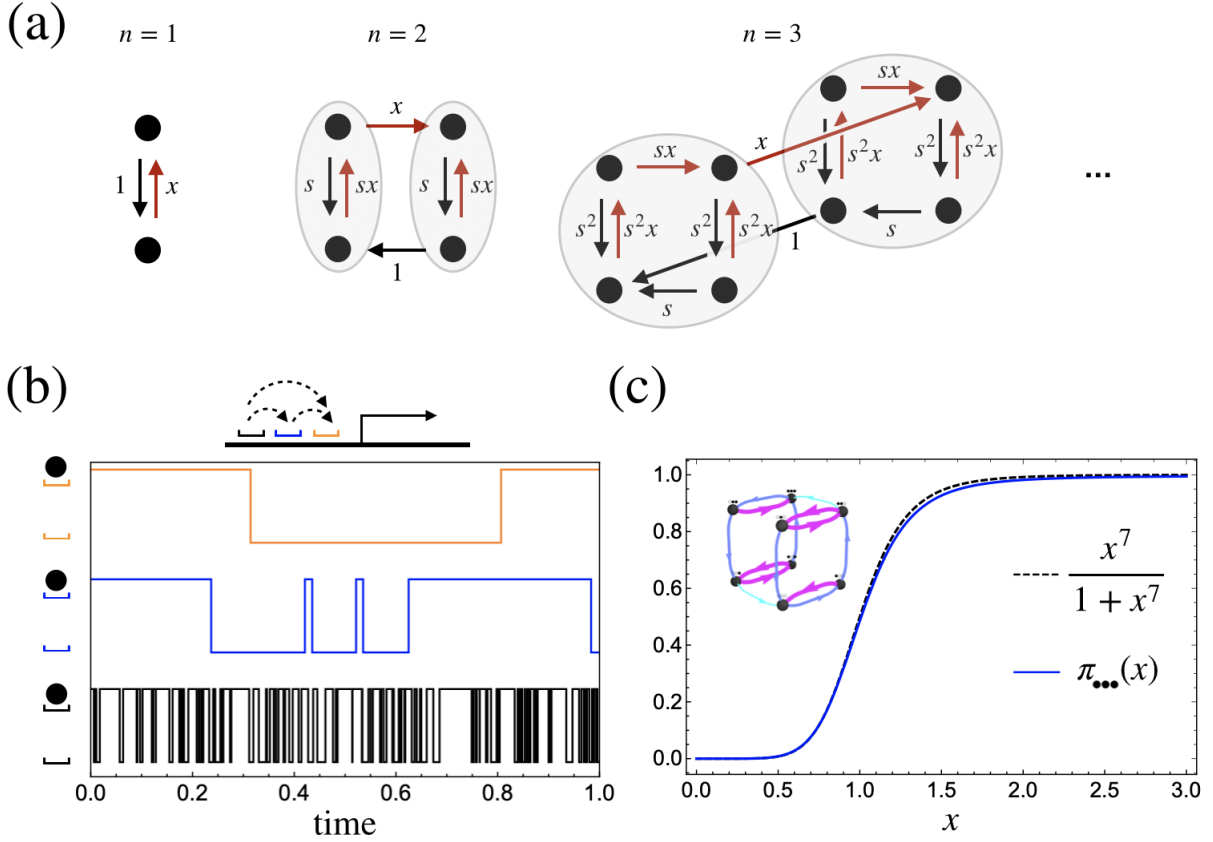 (a)
n = 1
n = 2
n = 3
1
x
x
s
sx
s
sx
1
sx
s²
s²x
s²
s²x
s
x
1
sx
s²
s²x
s²
s²x
s
...
(b)
0.0
0.2
0.4
0.6
0.8
1.0
time
(c)
1.0
0.8
0.6
0.4
0.2
0.0
x⁷
1 + x⁷
π•••(x)
0.0
0.5
1.0
1.5
2.0
2.5
3.0
x